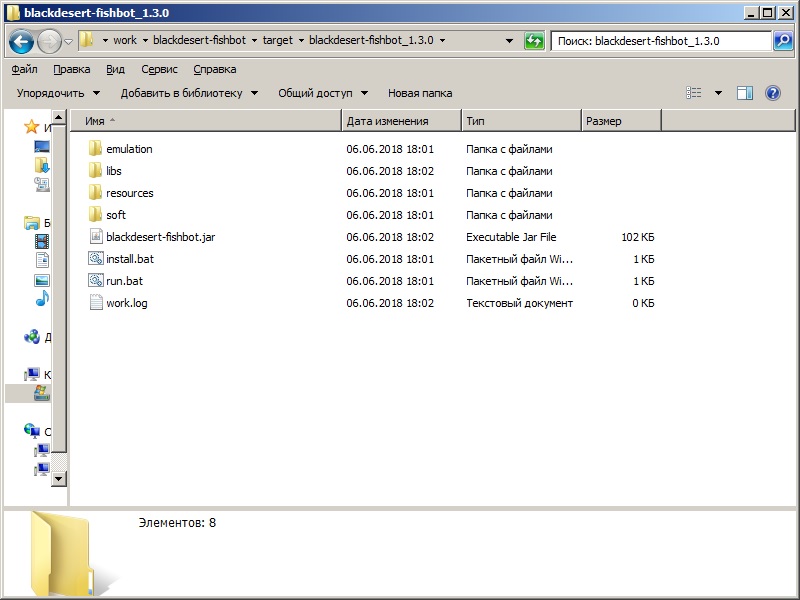 blackdesert-fishbot_1.3.0
work blackdesert-fishbot target blackdesert-fishbot_1.3.0 Поиск: blackdesert-fishbot_1.3.0
Файл Правка Вид Сервис Справка
Упорядочить Добавить в библиотеку Общий доступ Новая папка
Имя Дата изменения Тип Размер
emulation 06.06.2018 18:01 Папка с файлами
libs 06.06.2018 18:02 Папка с файлами
resources 06.06.2018 18:01 Папка с файлами
soft 06.06.2018 18:01 Папка с файлами
blackdesert-fishbot.jar 06.06.2018 18:02 Executable Jar File 102 КБ
install.bat 06.06.2018 18:01 Пакетный файл Wi... 1 КБ
run.bat 06.06.2018 18:01 Пакетный файл Wi... 1 КБ
work.log 06.06.2018 18:02 Текстовый документ 0 КБ
Элементов: 8